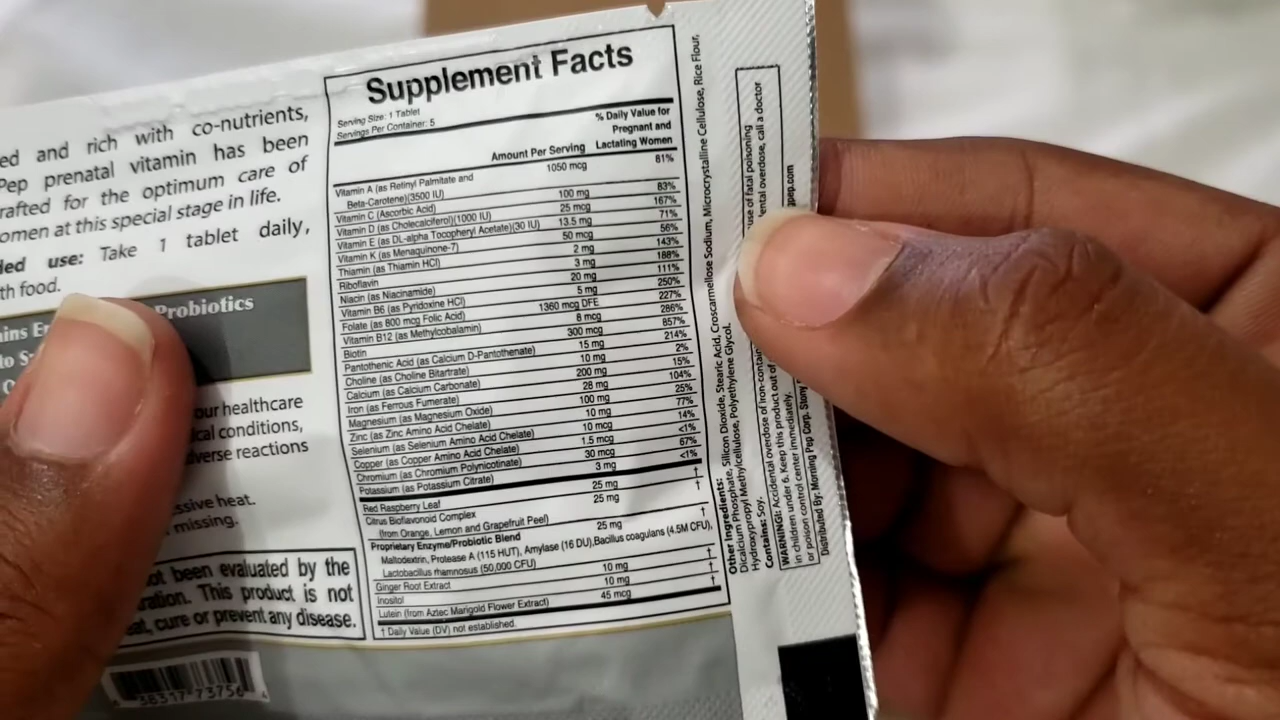 ed and rich with co-nutrients,
Pep prenatal vitamin has been
rafted for the optimum care of
omen at this special stage in life.
ded use: Take 1 tablet daily,
th food.
Probiotics
our healthcare
ical conditions,
dverse reactions
ssive heat.
missing.
not been evaluated by the
ration. This product is not
eat, cure or prevent any disease.
38317 73756
Supplement Facts
Serving Size: 1 Tablet
Servings Per Container: 5
Amount Per Serving
% Daily Value for
Pregnant and
Lactating Women
Vitamin A (as Retinyl Palmitate and
Beta-Carotene)(3500 IU) 1050 mcg 81%
Vitamin C (Ascorbic Acid) 100 mg 83%
Vitamin D (as Cholecalciferol)(1000 IU) 25 mcg 167%
Vitamin E (as DL-alpha Tocopheryl Acetate)(30 IU) 13.5 mg 71%
Vitamin K (as Menaquinone-7) 50 mcg 56%
Thiamin (as Thiamin HCl) 2 mg 143%
Riboflavin 3 mg 188%
Niacin (as Niacinamide) 20 mg 111%
Vitamin B6 (as Pyridoxine HCl) 5 mg 250%
Folate (as 800 mcg Folic Acid) 1360 mcg DFE 227%
Vitamin B12 (as Methylcobalamin) 8 mcg 286%
Biotin 300 mcg 857%
Pantothenic Acid (as Calcium D-Pantothenate) 15 mg 214%
Choline (as Choline Bitartrate) 10 mg 2%
Calcium (as Calcium Carbonate) 200 mg 15%
Iron (as Ferrous Fumerate) 28 mg 104%
Magnesium (as Magnesium Oxide) 100 mg 25%
Zinc (as Zinc Amino Acid Chelate) 10 mg 77%
Selenium (as Selenium Amino Acid Chelate) 10 mcg 14%
Copper (as Copper Amino Acid Chelate) 1.5 mcg <1%
Chromium (as Chromium Polynicotinate) 30 mcg 67%
Potassium (as Potassium Citrate) 3 mg <1%
Red Raspberry Leaf 25 mg †
Citrus Bioflavonoid Complex 25 mg †
(from Orange, Lemon and Grapefruit Peel)
Proprietary Enzyme/Probiotic Blend 25 mg †
Maltodextrin, Protease A (115 HUT), Amylase (16 DU),Bacillus coagulans (4.5M CFU),
Lactobacillus rhamnosus (50,000 CFU)
Ginger Root Extract 10 mg †
Inositol 10 mg †
Lutein (from Aztec Marigold Flower Extract) 45 mcg †
† Daily Value (DV) not established.
Other Ingredients:
Dicalcium Phosphate, Silicon Dioxide, Stearic Acid, Croscarmellose Sodium, Microcrystalline Cellulose, Rice Flour,
Hydroxypropyl Methylcellulose, Polyethylene Glycol.
Contains: Soy.
WARNING: Accidental overdose of iron-contain use of fatal poisoning
in children under 6. Keep this product out of ental overdose, call a doctor
or poison control center immediately.
Distributed By: Morning Pep Corp. Stony gpep.com